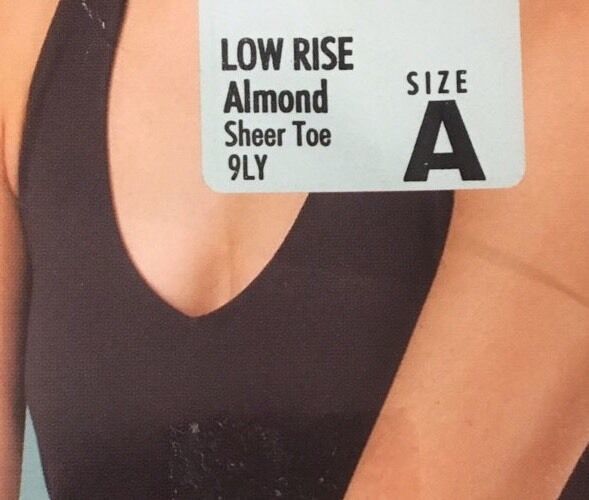 LOW RISE
Almond
Sheer Toe
9LY
SIZE
A